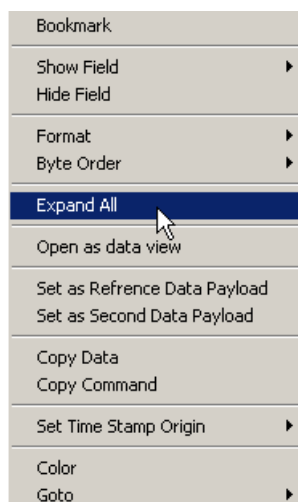 Bookmark
Show Field
Hide Field
Format
Byte Order
Expand All
Open as data view
Set as Refrence Data Payload
Set as Second Data Payload
Copy Data
Copy Command
Set Time Stamp Origin
Color
Goto